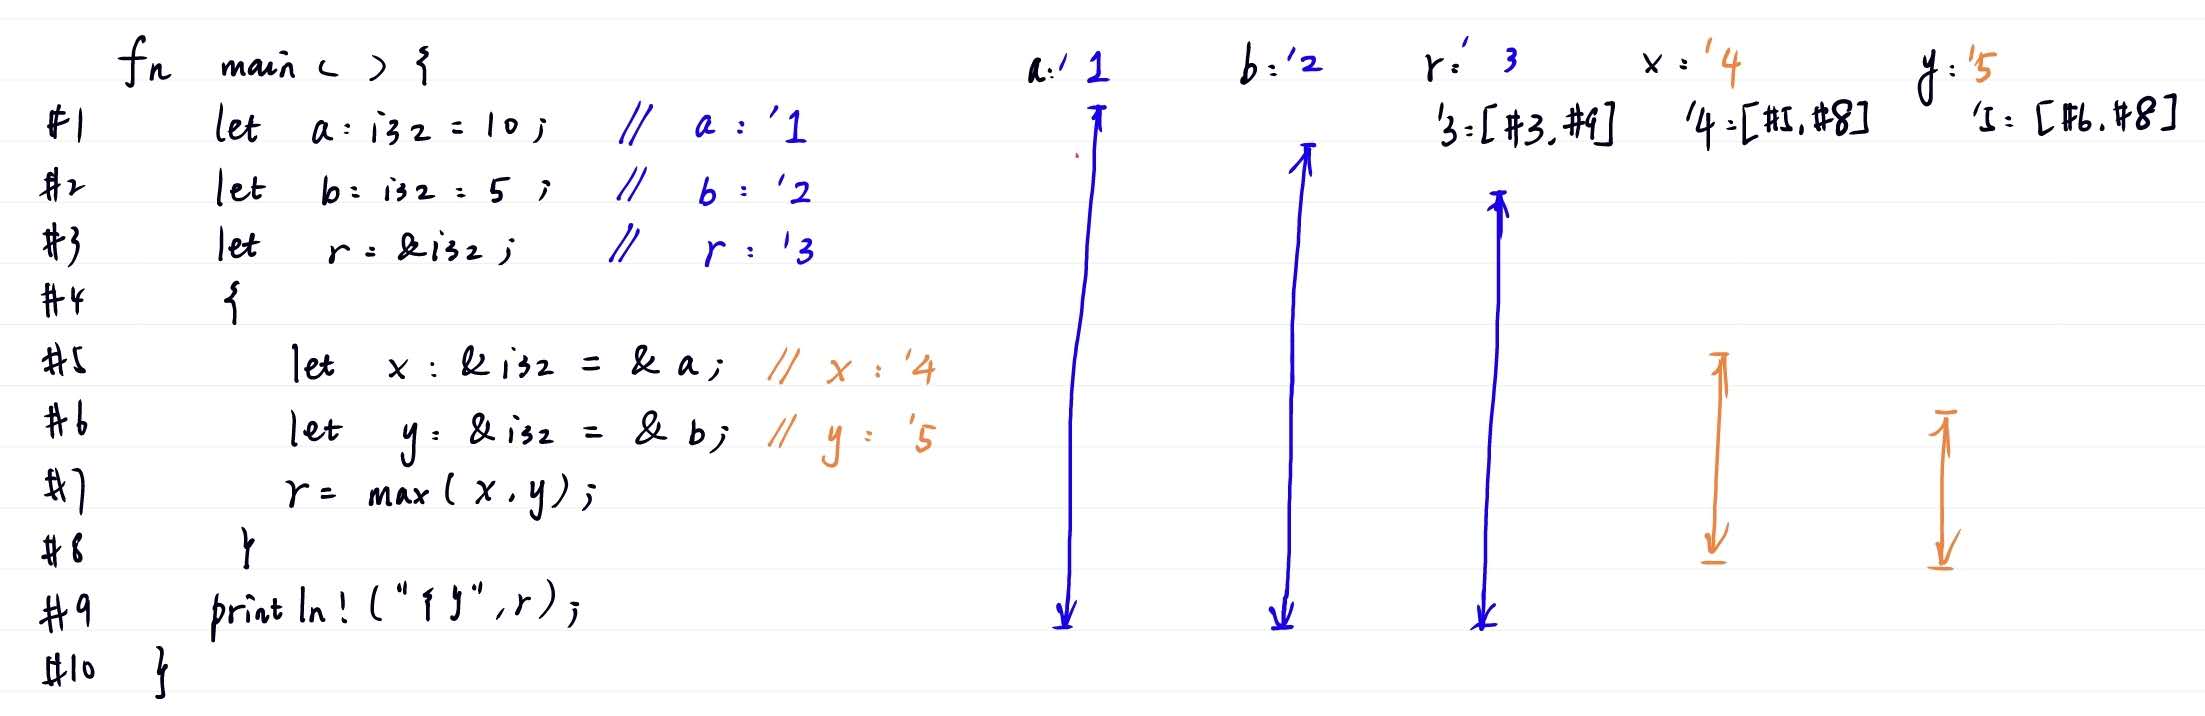 fn main ( ) { a:'1 b:'2 r:'3 x:'4 y:'5
#1 let a: i32 = 10; // a : '1 '3=[#3,#9] '4=[#5,#8] '5: [#6,#8]
#2 let b: i32 = 5; // b : '2
#3 let r: &i32; // r : '3
#4 {
#5 let x : &i32 = &a; // x : '4
#6 let y: &i32 = &b; // y : '5
#7 r = max(x,y);
#8 }
#9 println!("{}",r);
#10 }